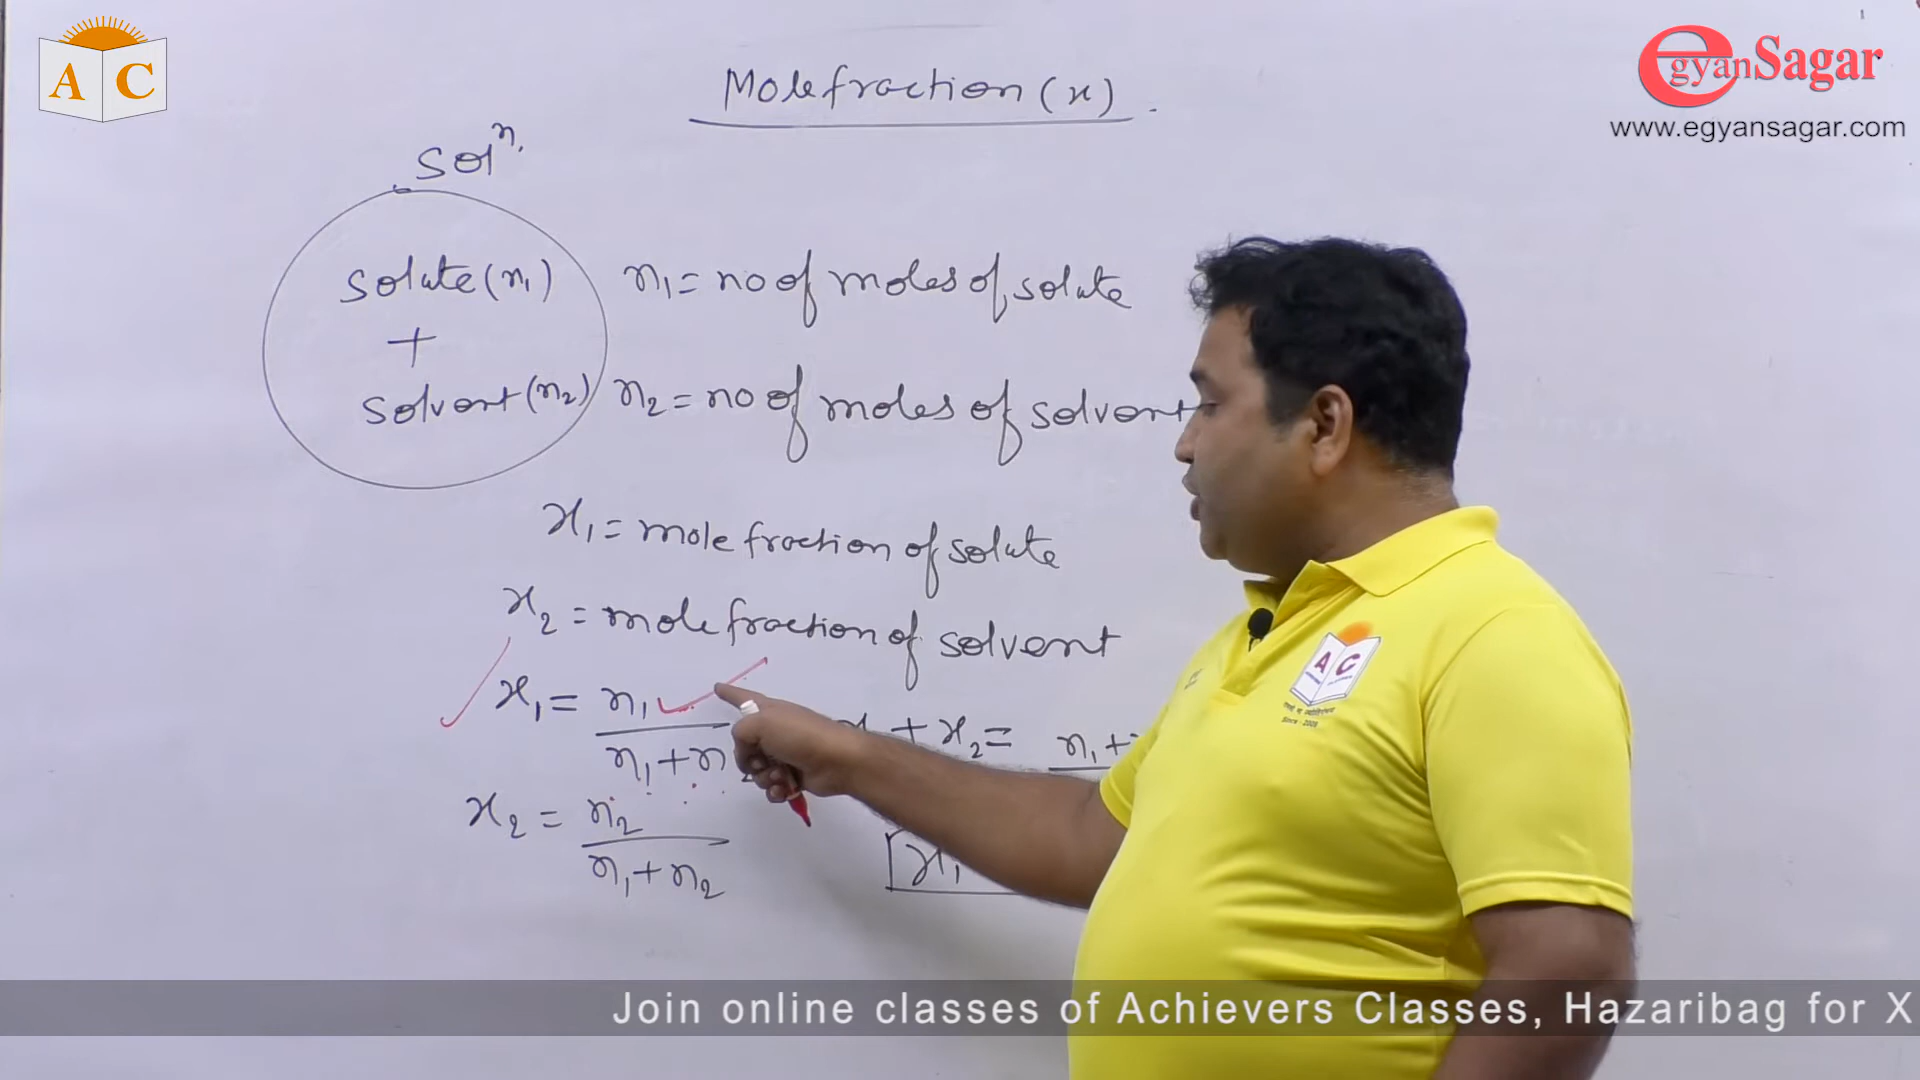 A C
egyanSagar
www.egyansagar.com
Mole fraction (x)
Solⁿ.
Solute (n₁)
+
Solvent (n₂)
n₁ = no of moles of solute
n₂ = no of moles of solvent
x₁ = mole fraction of solute
x₂ = mole fraction of solvent
x₁ = n₁
n₁ + n
x₂ = n₂
n₁ + n₂
+ x₂ =
n₁ +
x₁
A C
Join online classes of Achievers Classes, Hazaribag for X